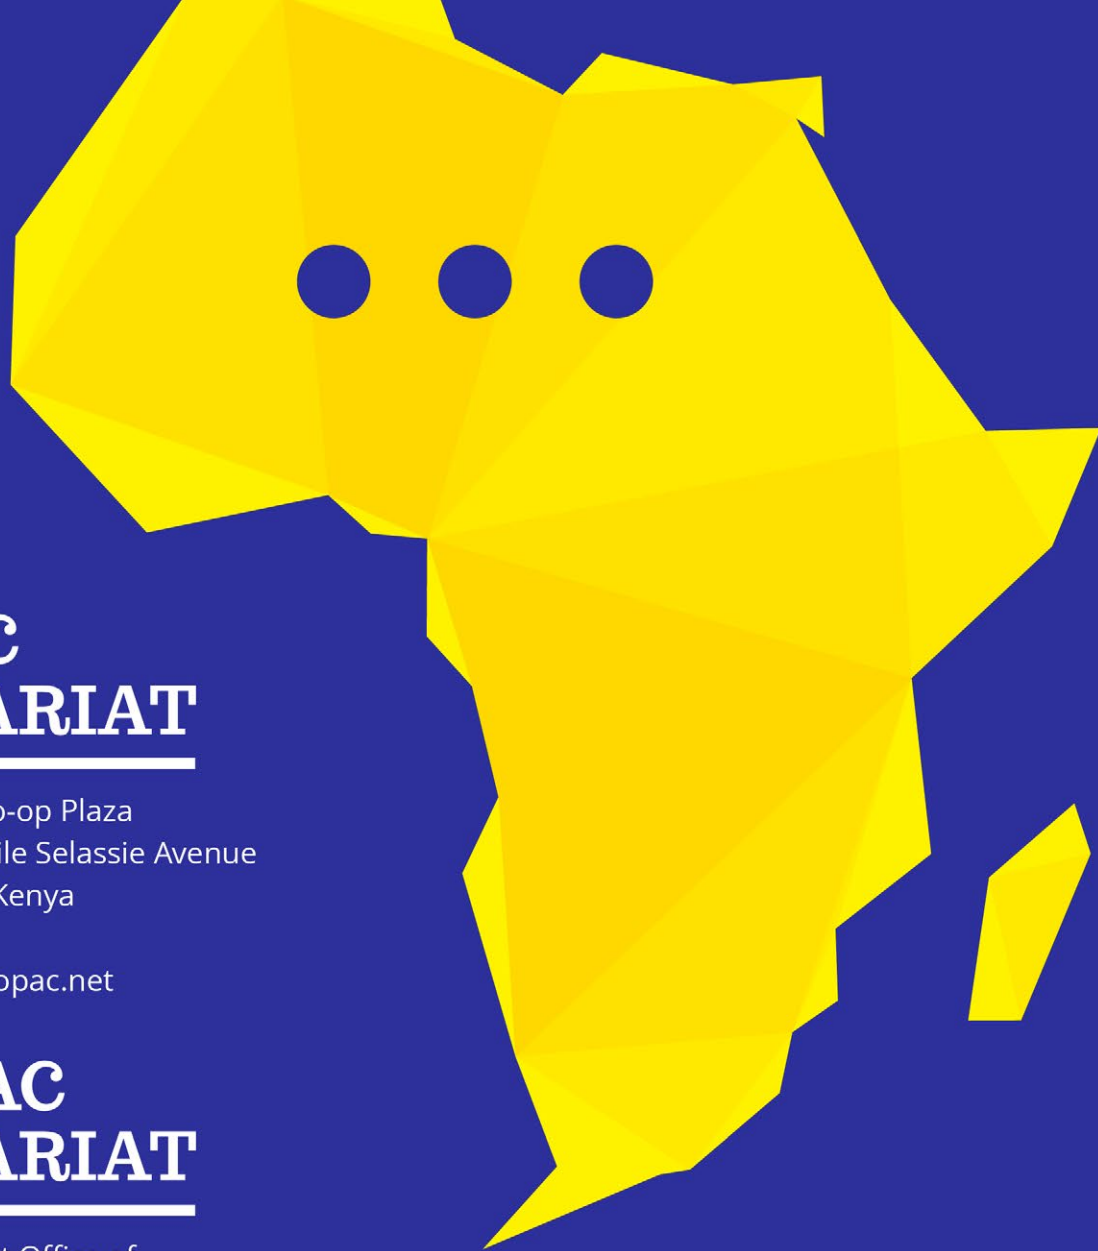 C
ARIAT
o-op Plaza
ile Selassie Avenue
Kenya
opac.net
AC
ARIAT